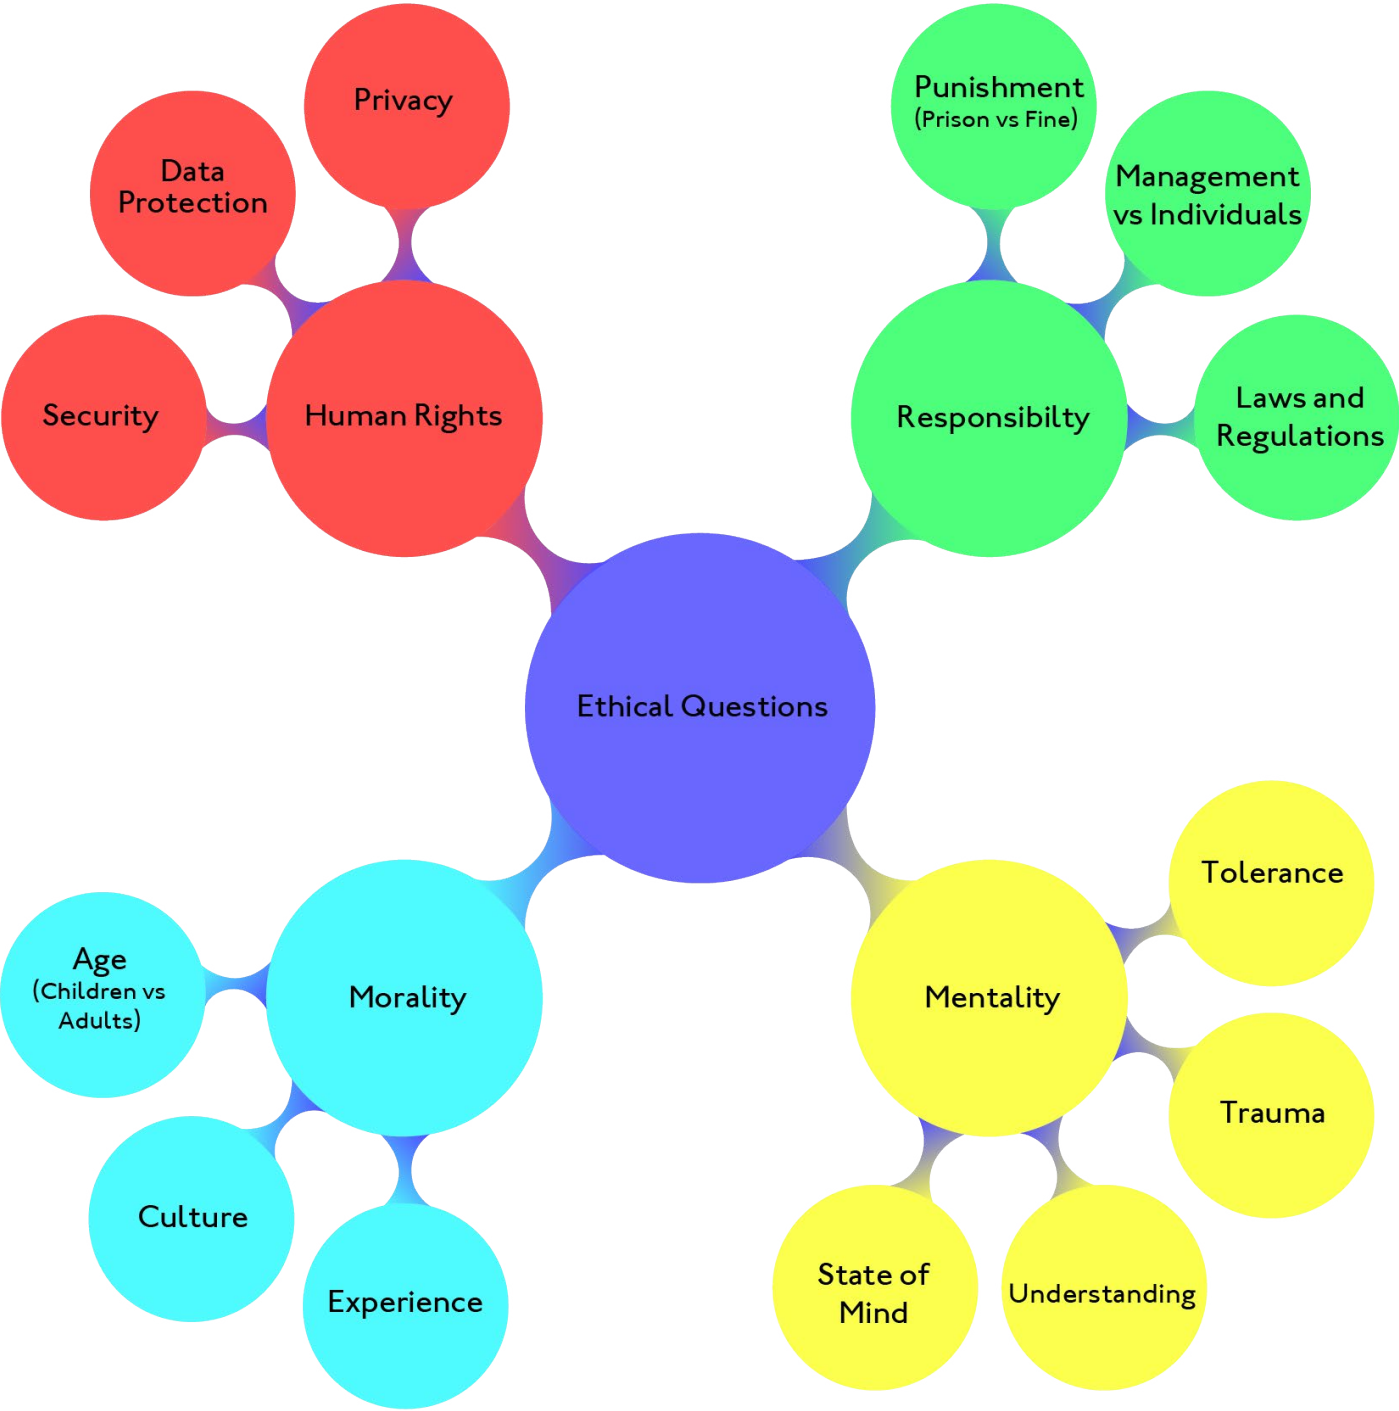 Privacy
Data
Protection
Security
Human Rights
Punishment
(Prison vs Fine)
Management
vs Individuals
Laws and
Regulations
Responsibilty
Ethical Questions
Age
(Children vs
Adults)
Morality
Culture
Experience
Mentality
Tolerance
Trauma
State of
Mind
Understanding